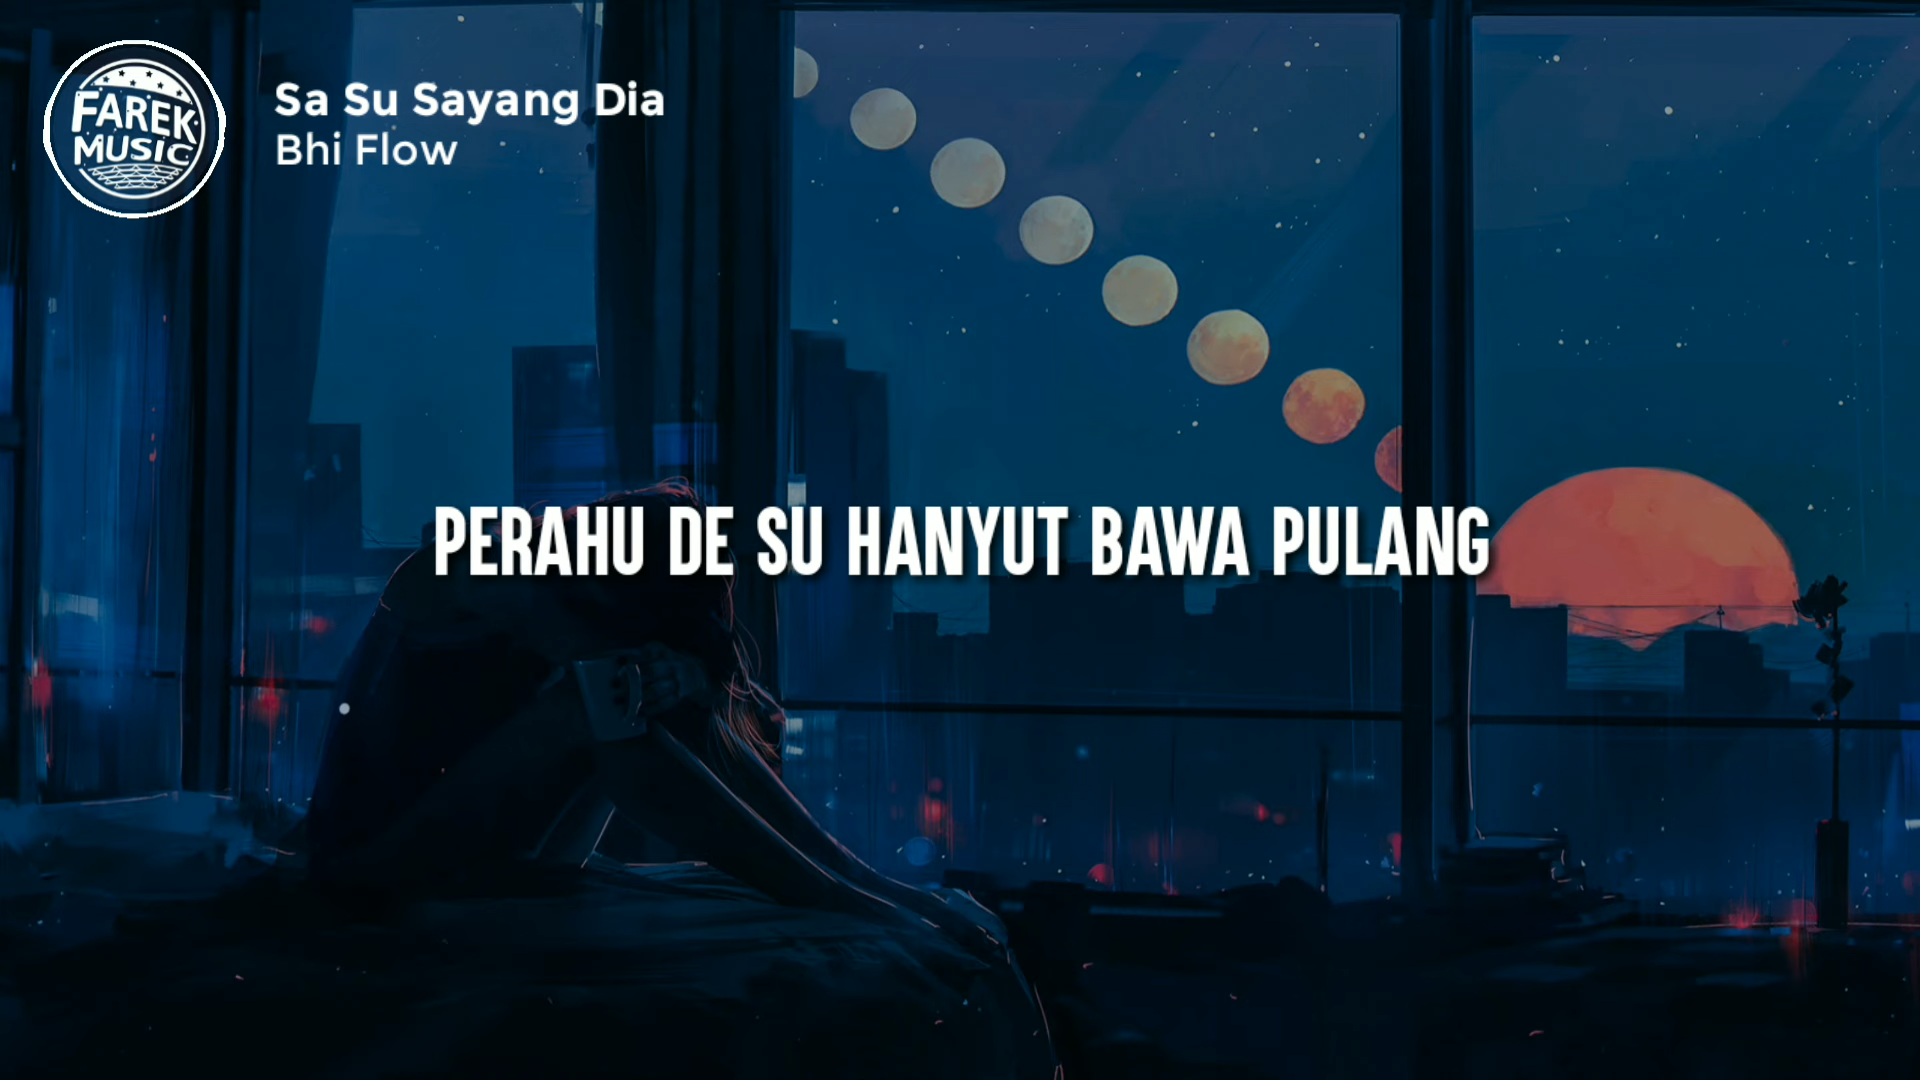 FAREK
MUSIC
Sa Su Sayang Dia
Bhi Flow
PERAHU DE SU HANYUT BAWA PULANG